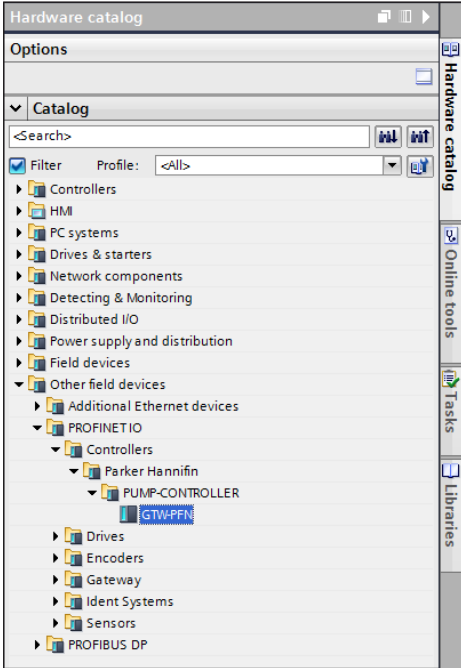 Hardware catalog
Options
Catalog
<Search>
Filter Profile: <All>
Controllers
HMI
PC systems
Drives & starters
Network components
Detecting & Monitoring
Distributed I/O
Power supply and distribution
Field devices
Other field devices
Additional Ethernet devices
PROFINET IO
Controllers
Parker Hannifin
PUMP-CONTROLLER
GTW-PFN
Drives
Encoders
Gateway
Ident Systems
Sensors
PROFIBUS DP
Hardware catalog
Online tools
Tasks
Libraries